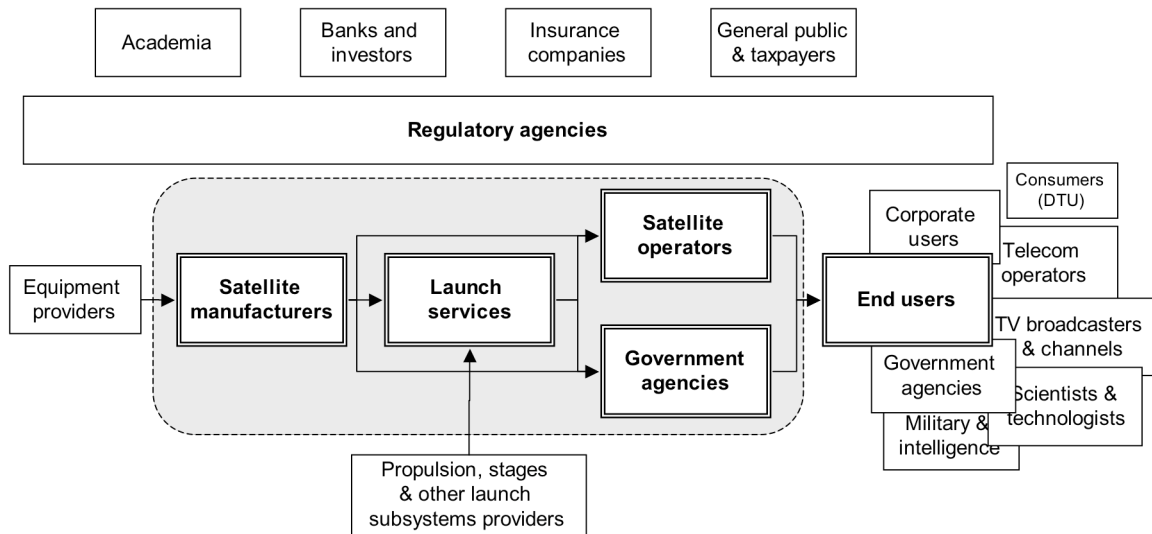 Academia
Banks and
investors
Insurance
companies
General public
& taxpayers
Regulatory agencies
Consumers
(DTU)
Satellite
operators
Corporate
users
Telecom
operators
Equipment
providers
Satellite
manufacturers
Launch
services
End users
TV broadcasters
& channels
Government
agencies
Government
agencies
Scientists &
technologists
Military &
intelligence
Propulsion, stages
& other launch
subsystems providers